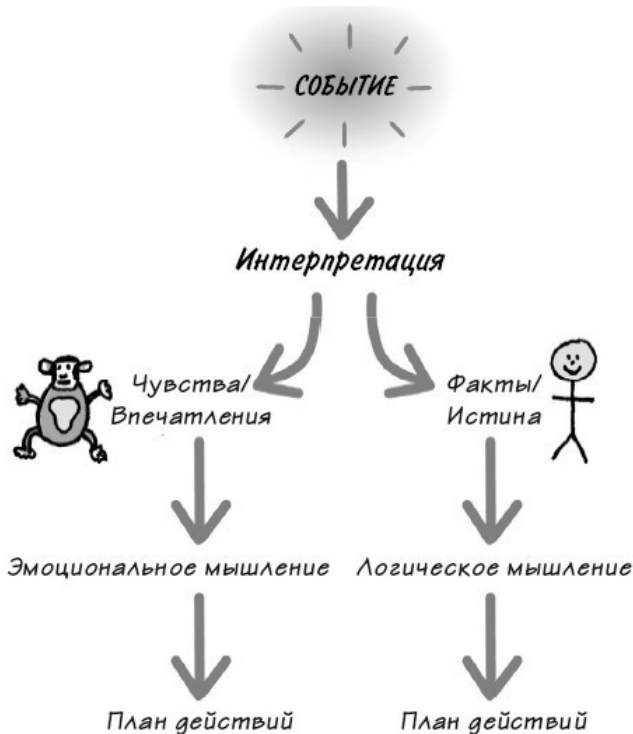 СОБЫТИЕ
Интерпретация
Чувства/
Впечатления
Факты/
Истина
Эмоциональное мышление
Логическое мышление
План действий
План действий